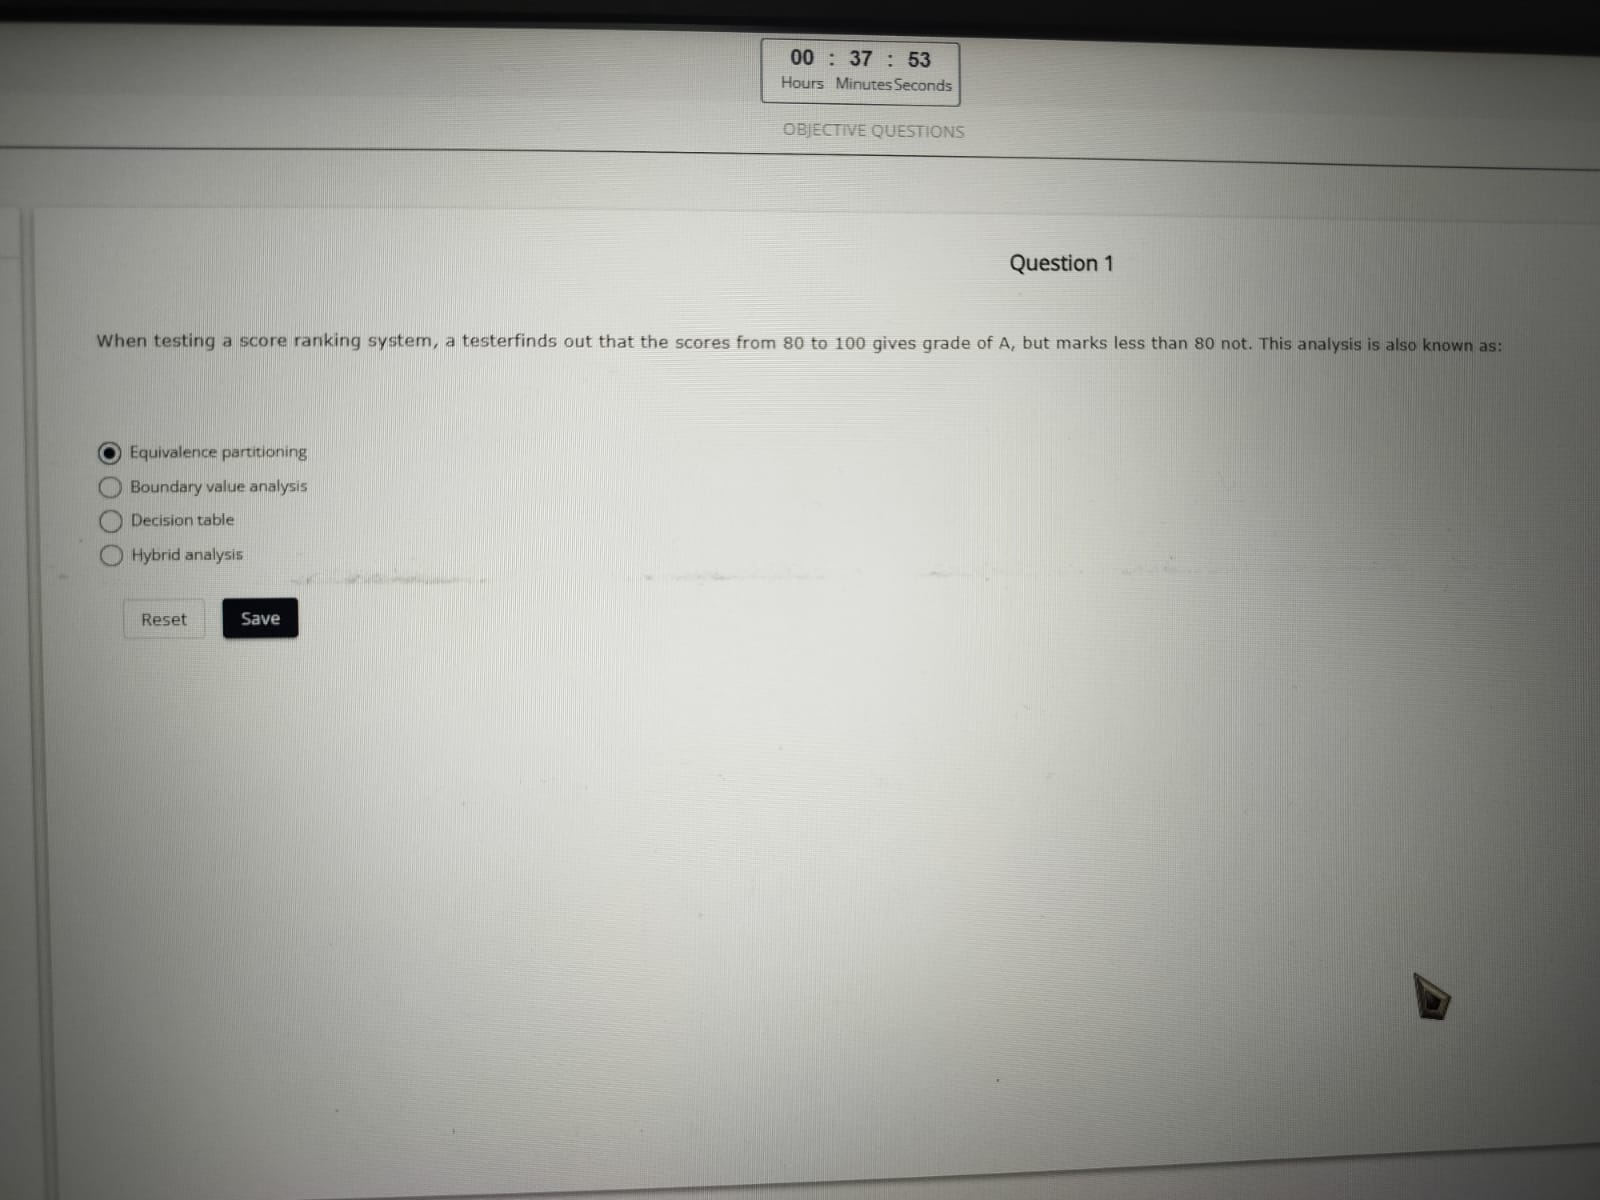 00 : 37 : 53
Hours Minutes Seconds
OBJECTIVE QUESTIONS
Question 1
When testing a score ranking system, a testerfinds out that the scores from 80 to 100 gives grade of A, but marks less than 80 not. This analysis is also known as:
Equivalence partitioning
Boundary value analysis
Decision table
Hybrid analysis
Reset Save